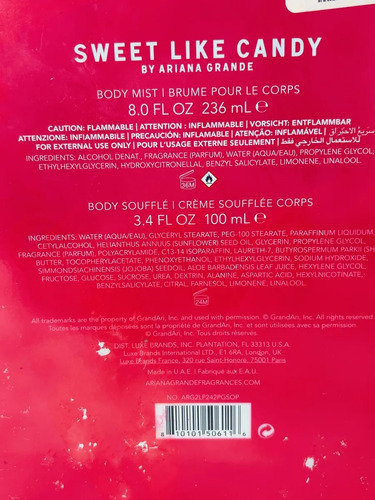 SWEET LIKE CANDY
BY ARIANA GRANDE
BODY MIST | BRUME POUR LE CORPS
8.0 FL OZ 236 mL ℮
CAUTION: FLAMMABLE | ATTENTION : INFLAMMABLE | VORSICHT: ENTFLAMMBAR
ATTENZIONE: INFIAMMABILE | PRECAUCIÓN: INFLAMABLE | ATENÇÃO: INFLAMÁVEL | سريع الاحتراق
FOR EXTERNAL USE ONLY | POUR L'USAGE EXTERNE SEULEMENT | للاستعمال الخارجي فقط
INGREDIENTS: ALCOHOL DENAT., FRAGRANCE (PARFUM), WATER (AQUA/EAU), PROPYLENE GLYCOL,
ETHYLHEXYLGLYCERIN, HYDROXYCITRONELLAL, BENZYL SALICYLATE, LIMONENE, LINALOOL.
36M
BODY SOUFFLÉ | CRÈME SOUFFLÉE CORPS
3.4 FL OZ 100 mL ℮
INGREDIENTS: WATER (AQUA/EAU), GLYCERYL STEARATE, PEG-100 STEARATE, PARAFFINUM LIQUIDUM,
CETYLALCOHOL, HELIANTHUS ANNUUS (SUNFLOWER) SEED OIL, GLYCERIN, PROPYLENE GLYCOL,
FRAGRANCE (PARFUM), POLYACRYLAMIDE, C13-14 ISOPARAFFIN, LAURETH-7, BUTYROSPERMUM PARKII (SHEA)
BUTTER, TOCOPHERYLACETATE, PHENOXYETHANOL, ETHYLHEXYLGLYCERIN, SODIUM HYDROXIDE,
SIMMONDSIACHINENSIS (JOJOBA) SEEDOIL, ALOE BARBADENSIS LEAF JUICE, HEXYLENE GLYCOL,
FRUCTOSE, GLUCOSE, SUCROSE, UREA, DEXTRIN, ALANINE, ASPARTIC ACID, HEXYLNICOTINATE,
BENZYLSALICYLATE, CITRAL, FARNESOL, LIMONENE, LINALOOL.
24M
All trademarks are the property of GrandAri, Inc. and used with permission. © GrandAri, Inc. All rights reserved.
Toutes les marques déposées sont la propriété de GrandAri, Inc. et sont utilisées avec sa permission.
© GrandAri, Inc. Tous droits réservés.
DIST. LUXE BRANDS, INC. PLANTATION, FL 33313 U.S.A.
Luxe Brands International LTD., E1 6RA, London, UK
Luxe Brands France, 320 rue Saint-Honoré, 75001 Paris
Made in U.A.E. | Fabriqué aux É.A.U.
ARIANAGRANDEFRAGRANCES.COM
NO: ARG2LP242PGSOP
8 10101 50611 6